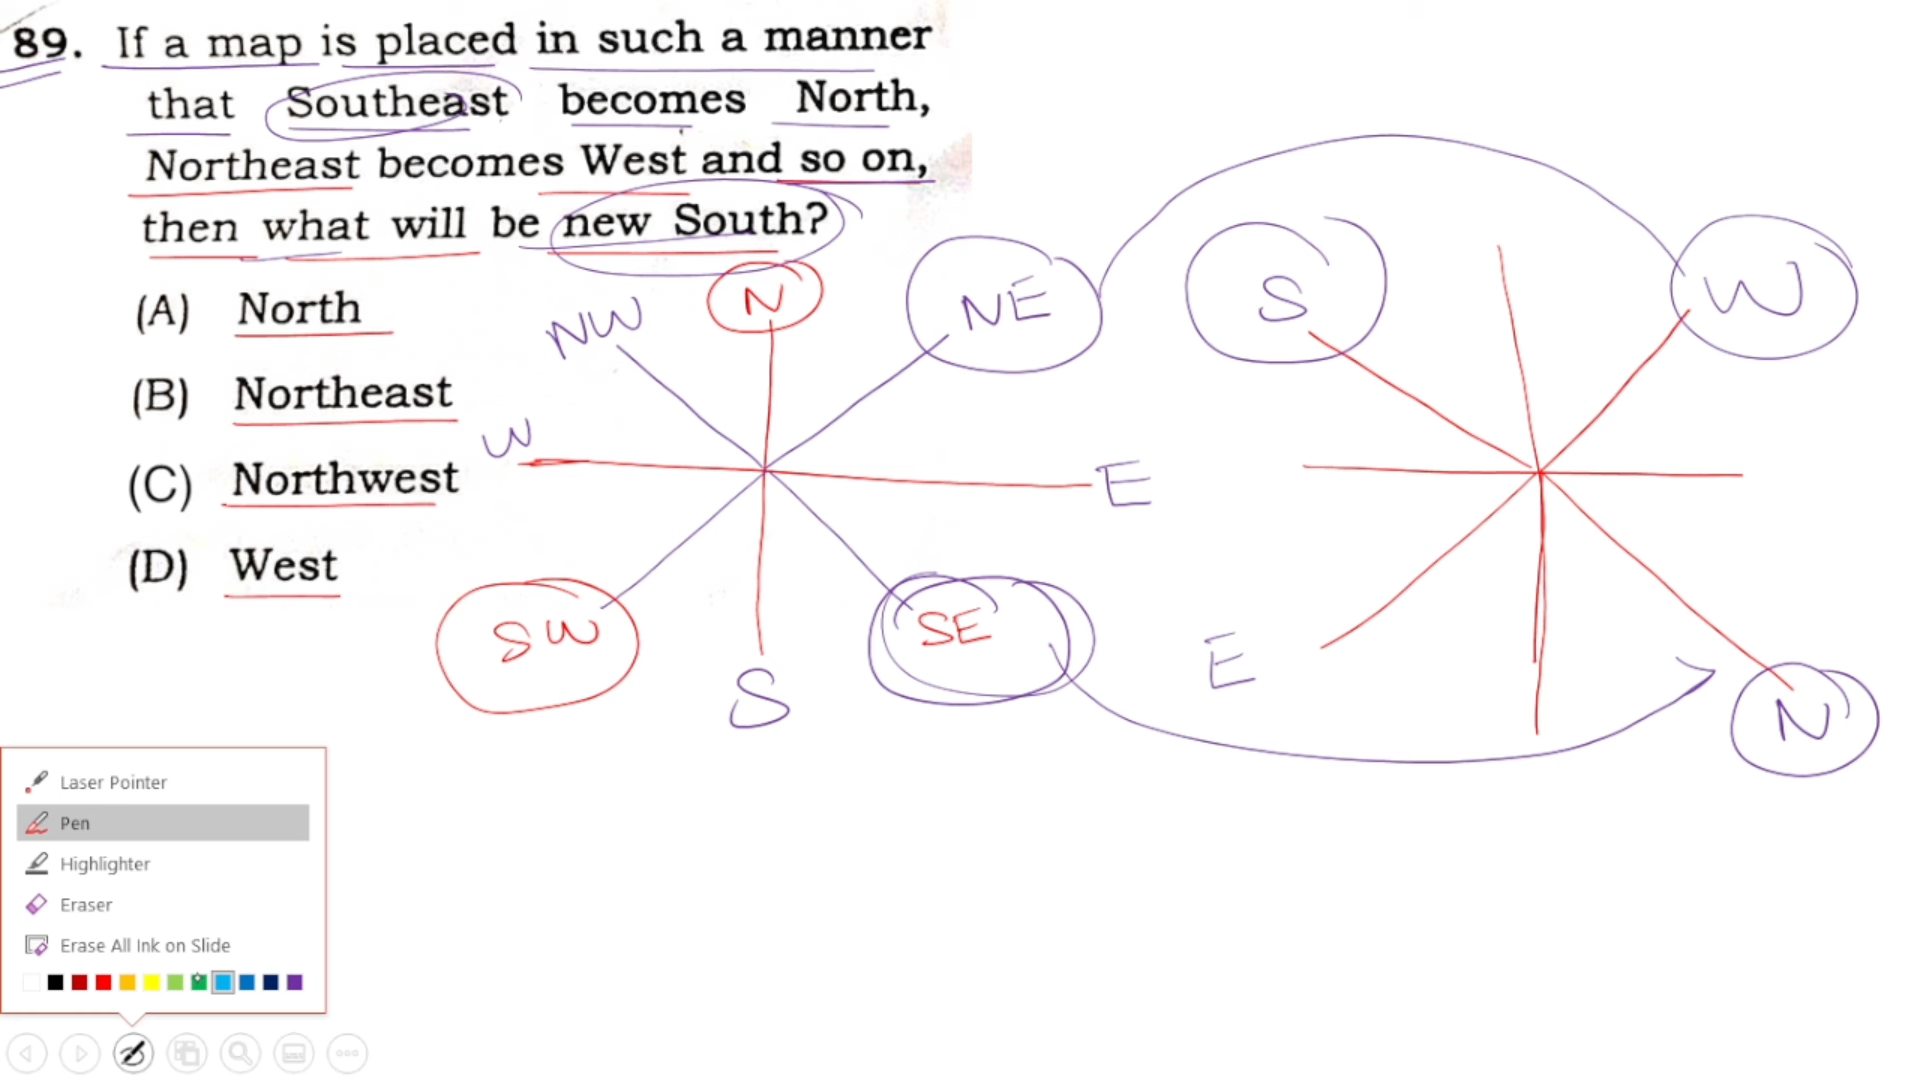 89. If a map is placed in such a manner
that Southeast becomes North,
Northeast becomes West and so on,
then what will be new South?
(A) North
(B) Northeast
(C) Northwest
(D) West
NW
N
NE
W
E
SW
S
SE
S
W
E
N
Laser Pointer
Pen
Highlighter
Eraser
Erase All Ink on Slide